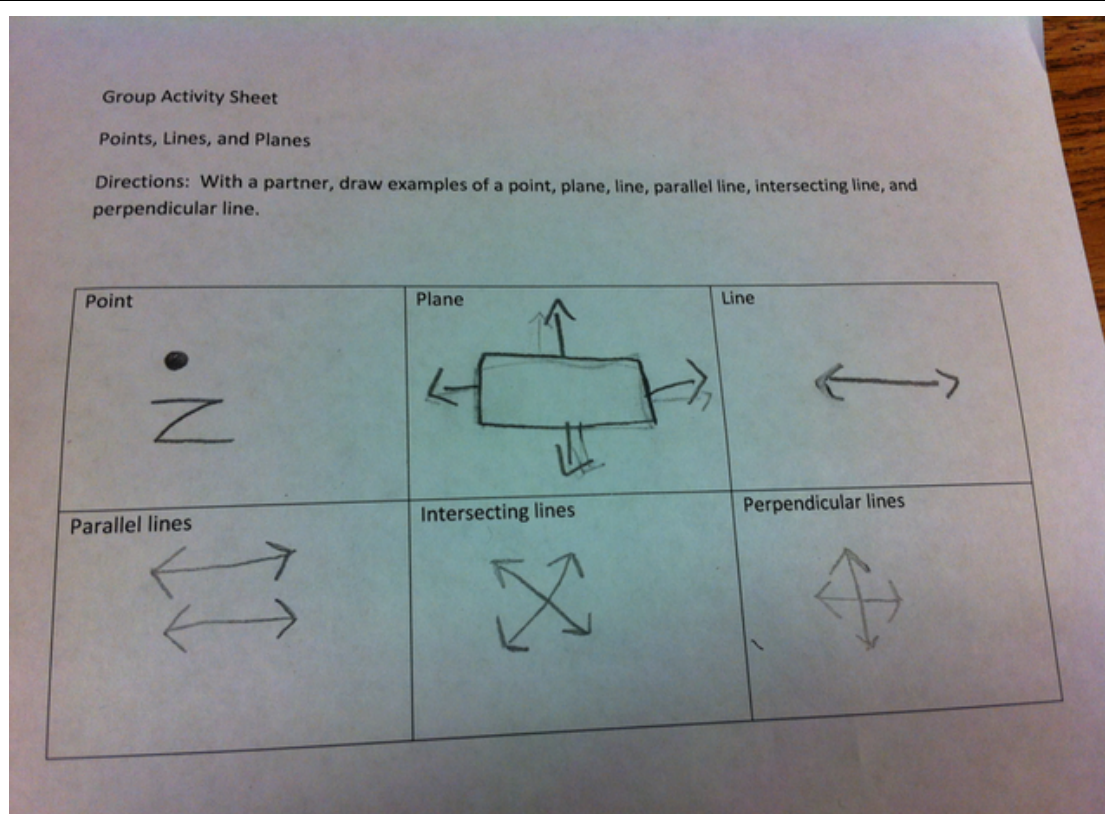 Group Activity Sheet
Points, Lines, and Planes
Directions: With a partner, draw examples of a point, plane, line, parallel line, intersecting line, and
perpendicular line.
Point
Plane
Line
Z
Parallel lines
Intersecting lines
Perpendicular lines